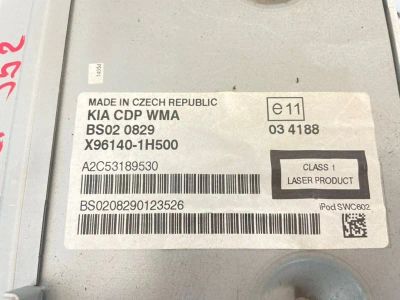 MADE IN CZECH REPUBLIC
KIA CDP WMA
BS02 0829
X96140-1H500
A2C53189530
BS0208290123526
e11
03 4188
CLASS 1
LASER PRODUCT
iPod SWC602